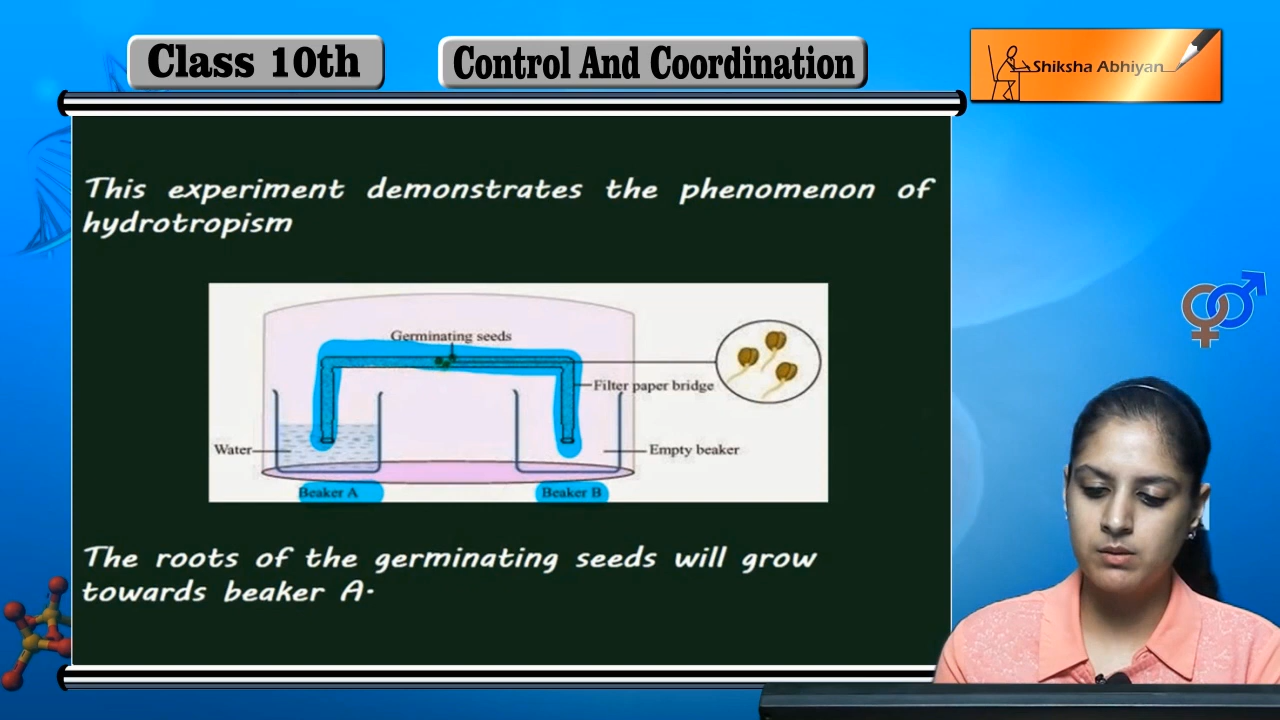 Class 10th
Control And Coordination
Shiksha Abhiyan
This experiment demonstrates the phenomenon of
hydrotropism
Germinating seeds
Filter paper bridge
Water
Empty beaker
Beaker A
Beaker B
The roots of the germinating seeds will grow
towards beaker A.